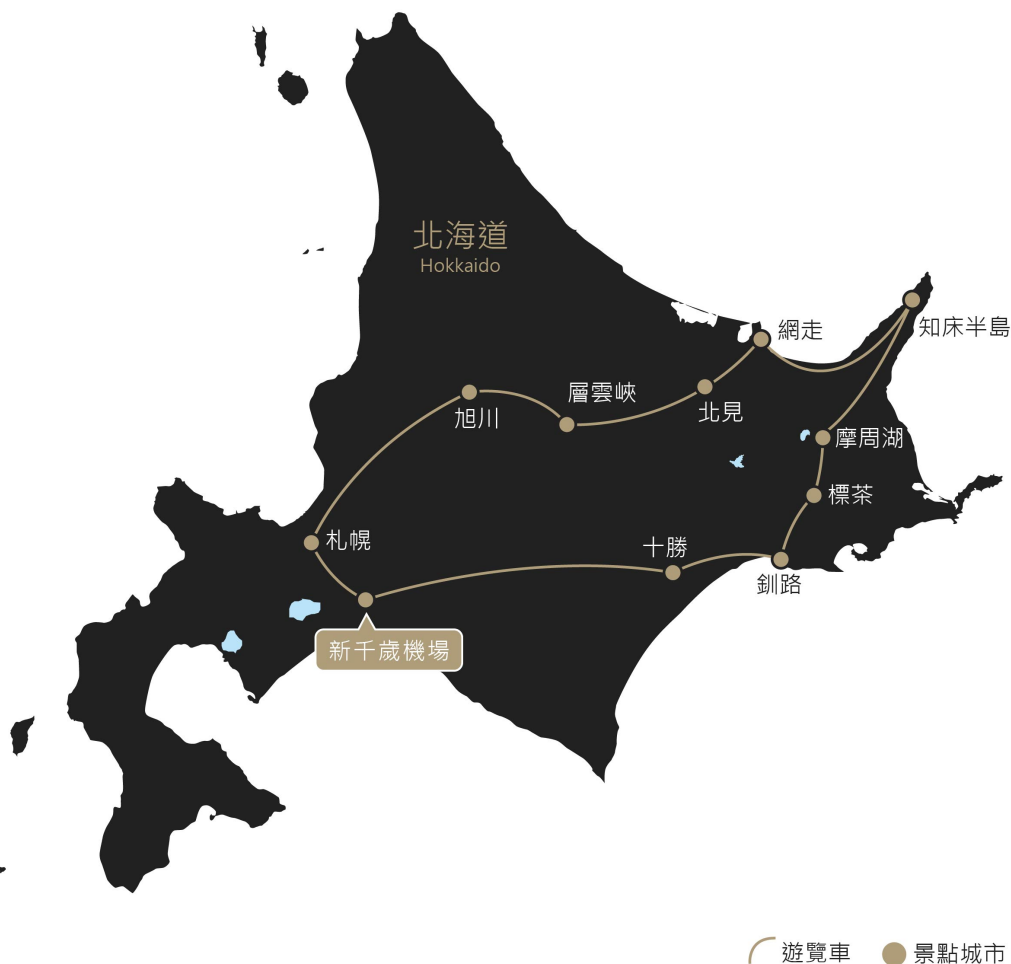 北海道
Hokkaido
網走
知床半島
層雲峽
北見
旭川
摩周湖
標茶
札幌
十勝
釧路
新千歲機場
遊覽車
景點城市